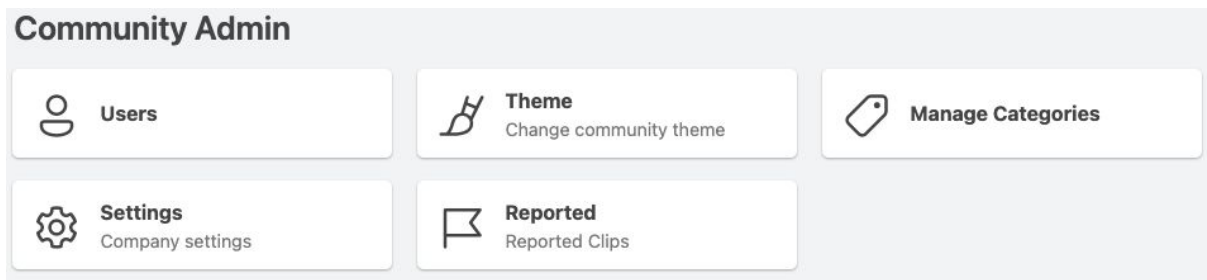 Community Admin
Users
Theme
Change community theme
Manage Categories
Settings
Company settings
Reported
Reported Clips